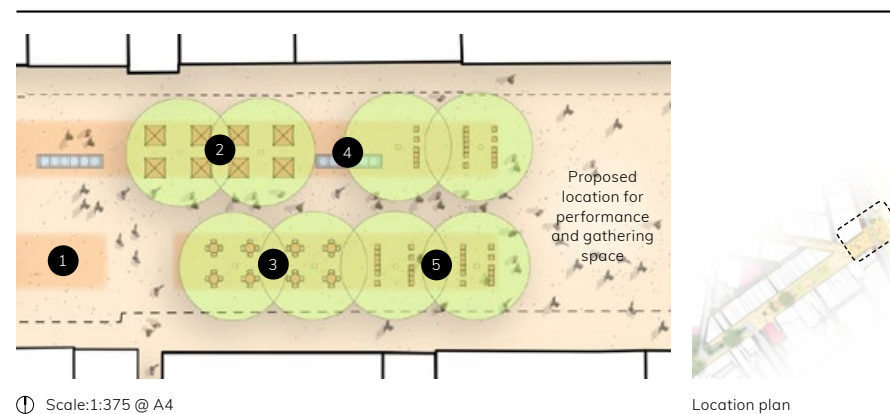 2
4
Proposed
location for
performance
and gathering
space
1
3
5
Scale:1:375 @ A4
Location plan